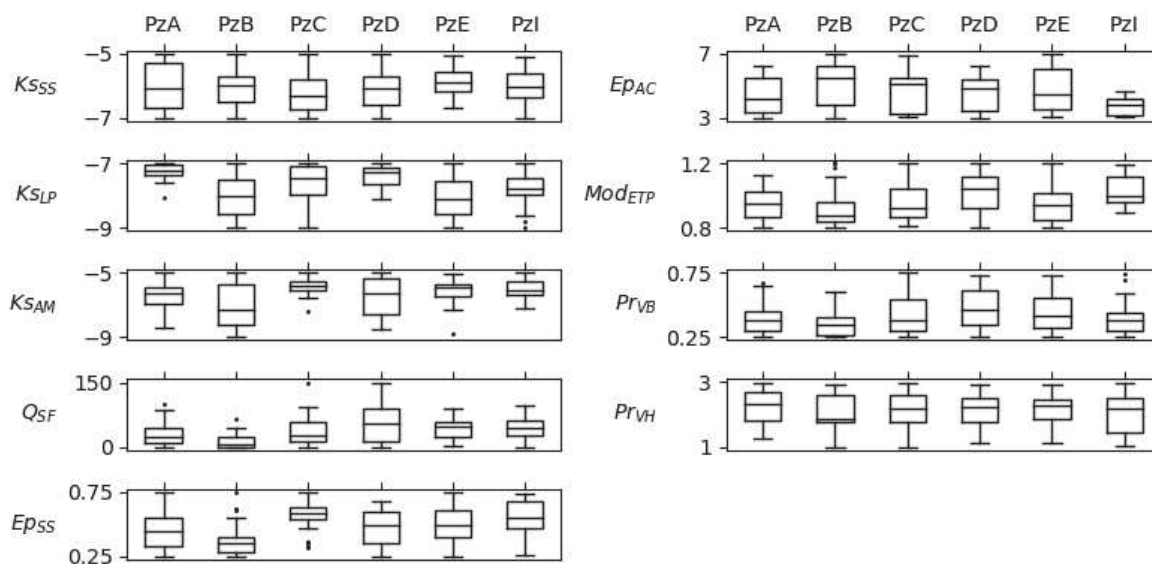 PzA PzB PzC PzD PzE PzI
Ks_SS
−5
−7
Ks_LP
−7
−9
Ks_AM
−5
−9
Q_SF
150
0
Ep_SS
0.75
0.25
PzA PzB PzC PzD PzE PzI
Ep_AC
7
3
Mod_ETP
1.2
0.8
Pr_VB
0.75
0.25
Pr_VH
3
1